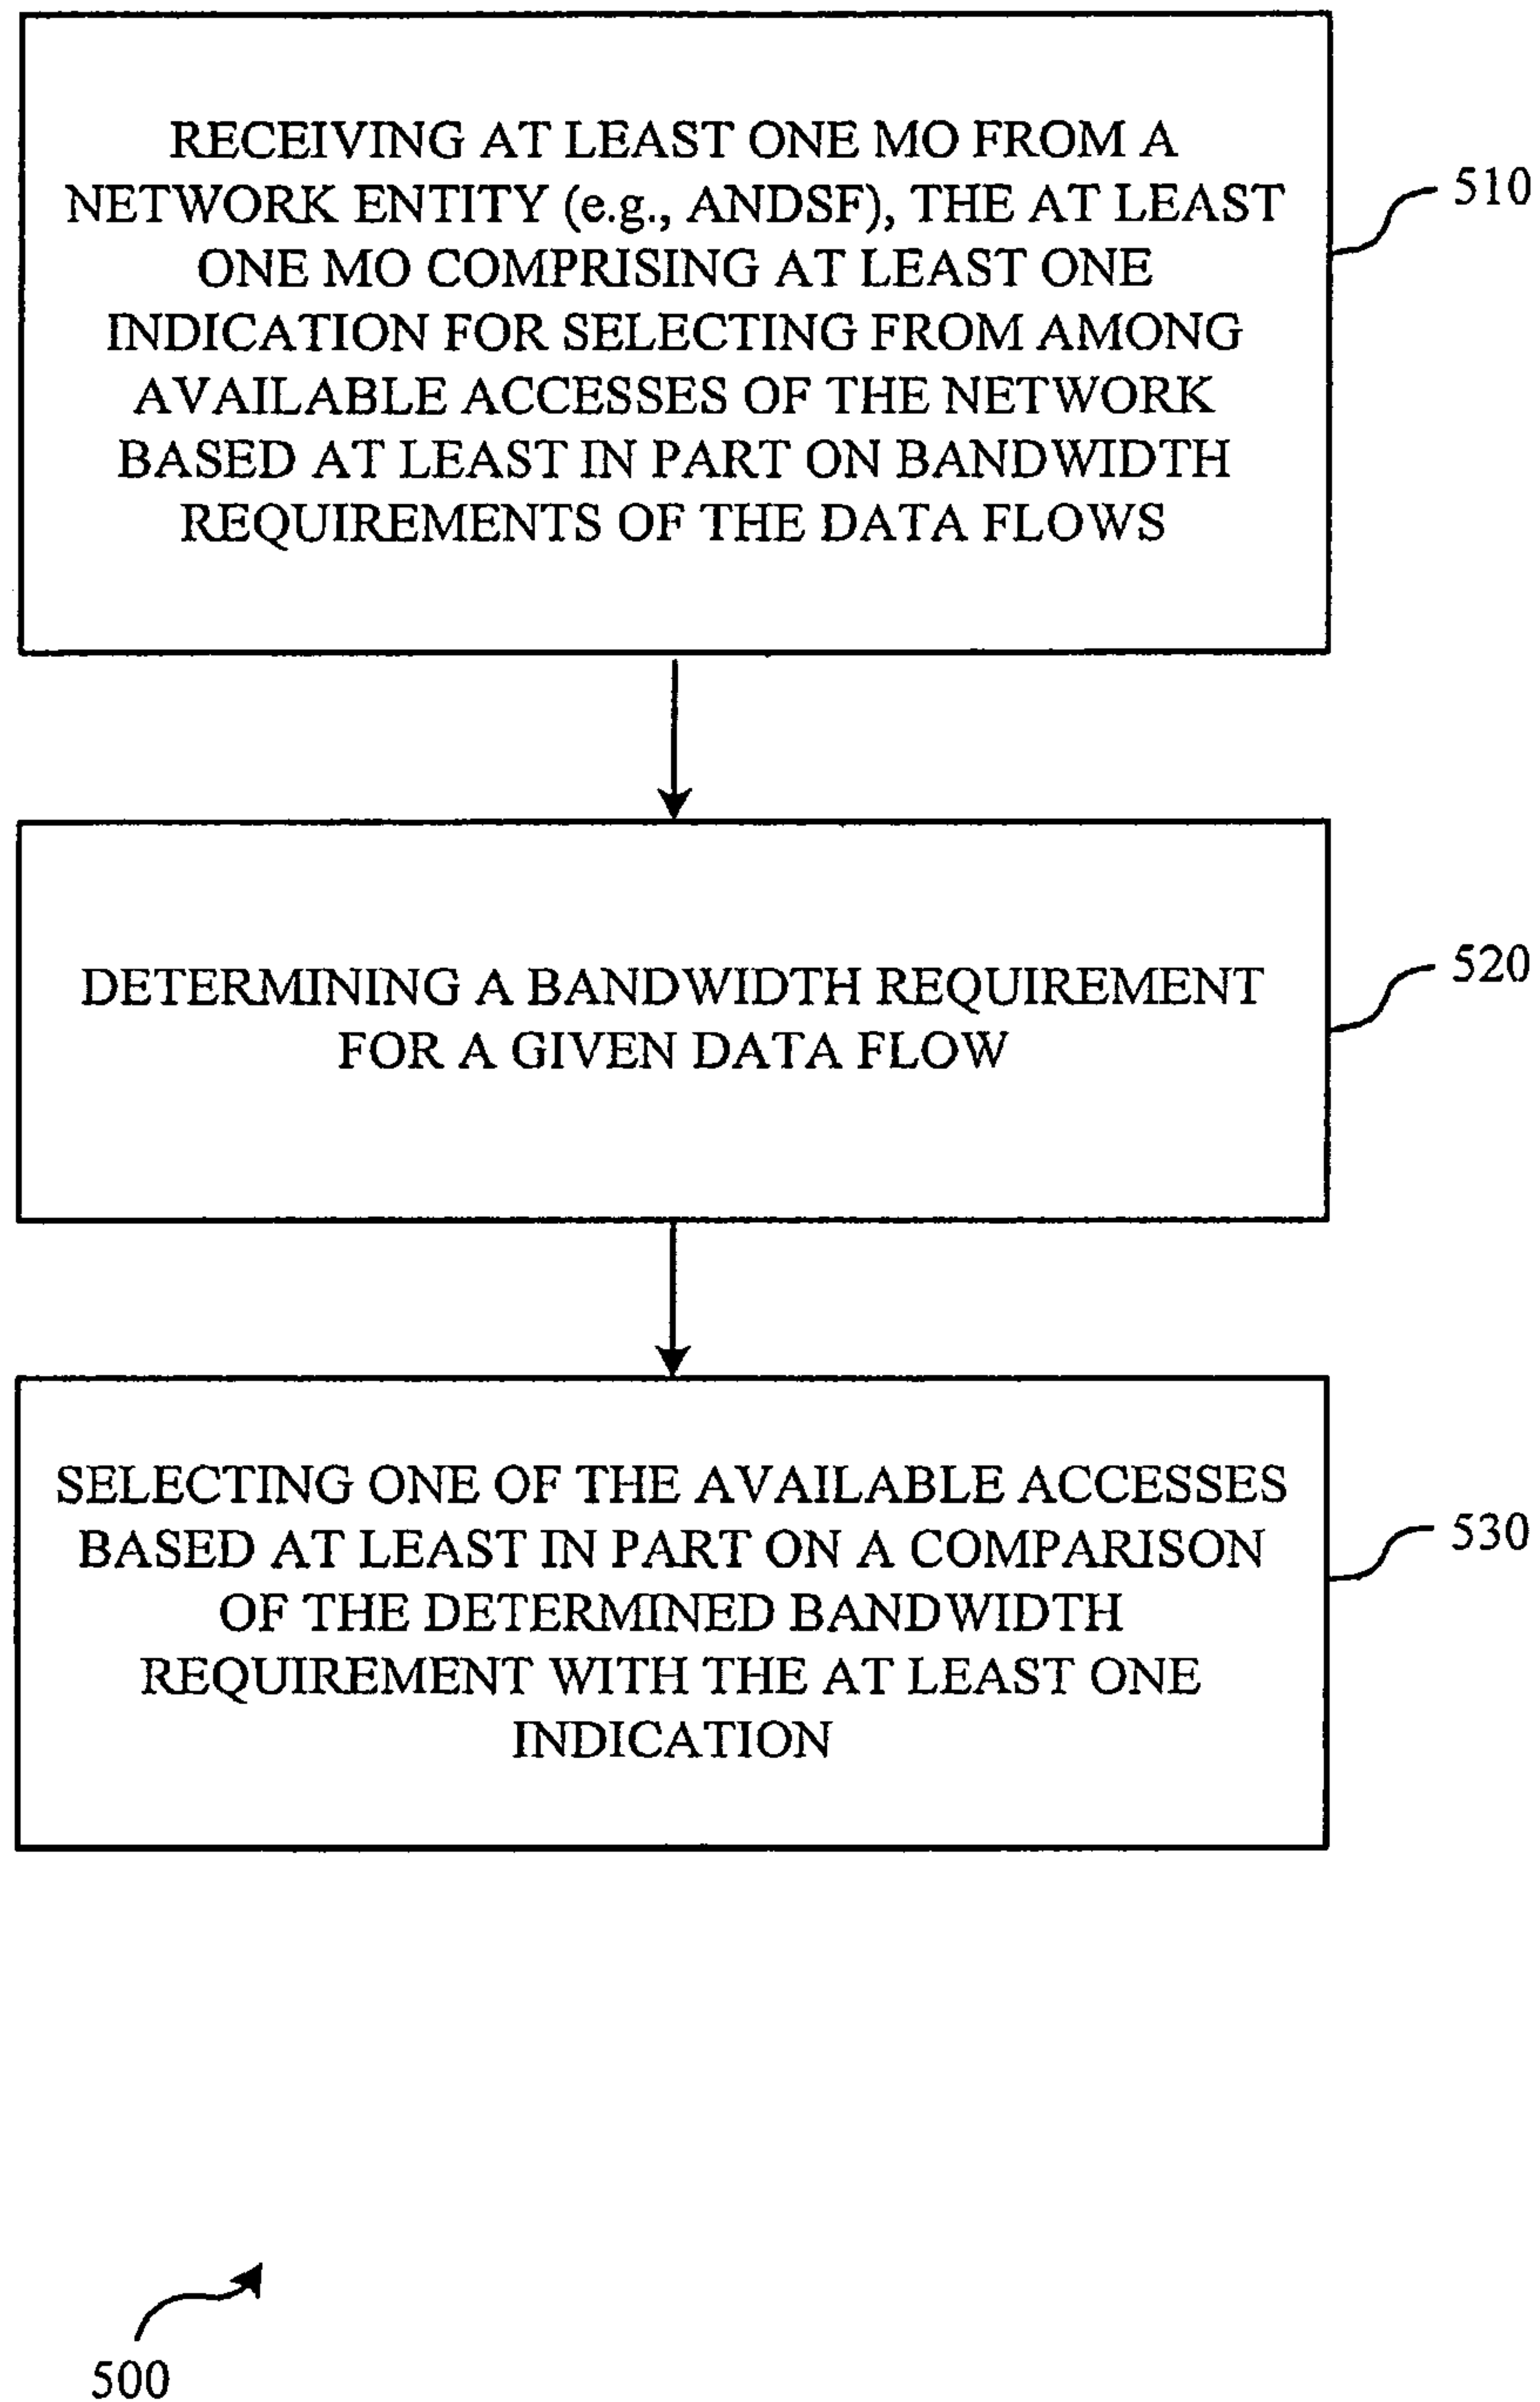 RECEIVING AT LEAST ONE MO FROM A
NETWORK ENTITY (e.g., ANDSF), THE AT LEAST
ONE MO COMPRISING AT LEAST ONE
INDICATION FOR SELECTING FROM AMONG
AVAILABLE ACCESSES OF THE NETWORK
BASED AT LEAST IN PART ON BANDWIDTH
REQUIREMENTS OF THE DATA FLOWS
510
DETERMINING A BANDWIDTH REQUIREMENT
FOR A GIVEN DATA FLOW
520
SELECTING ONE OF THE AVAILABLE ACCESSES
BASED AT LEAST IN PART ON A COMPARISON
OF THE DETERMINED BANDWIDTH
REQUIREMENT WITH THE AT LEAST ONE
INDICATION
530
500